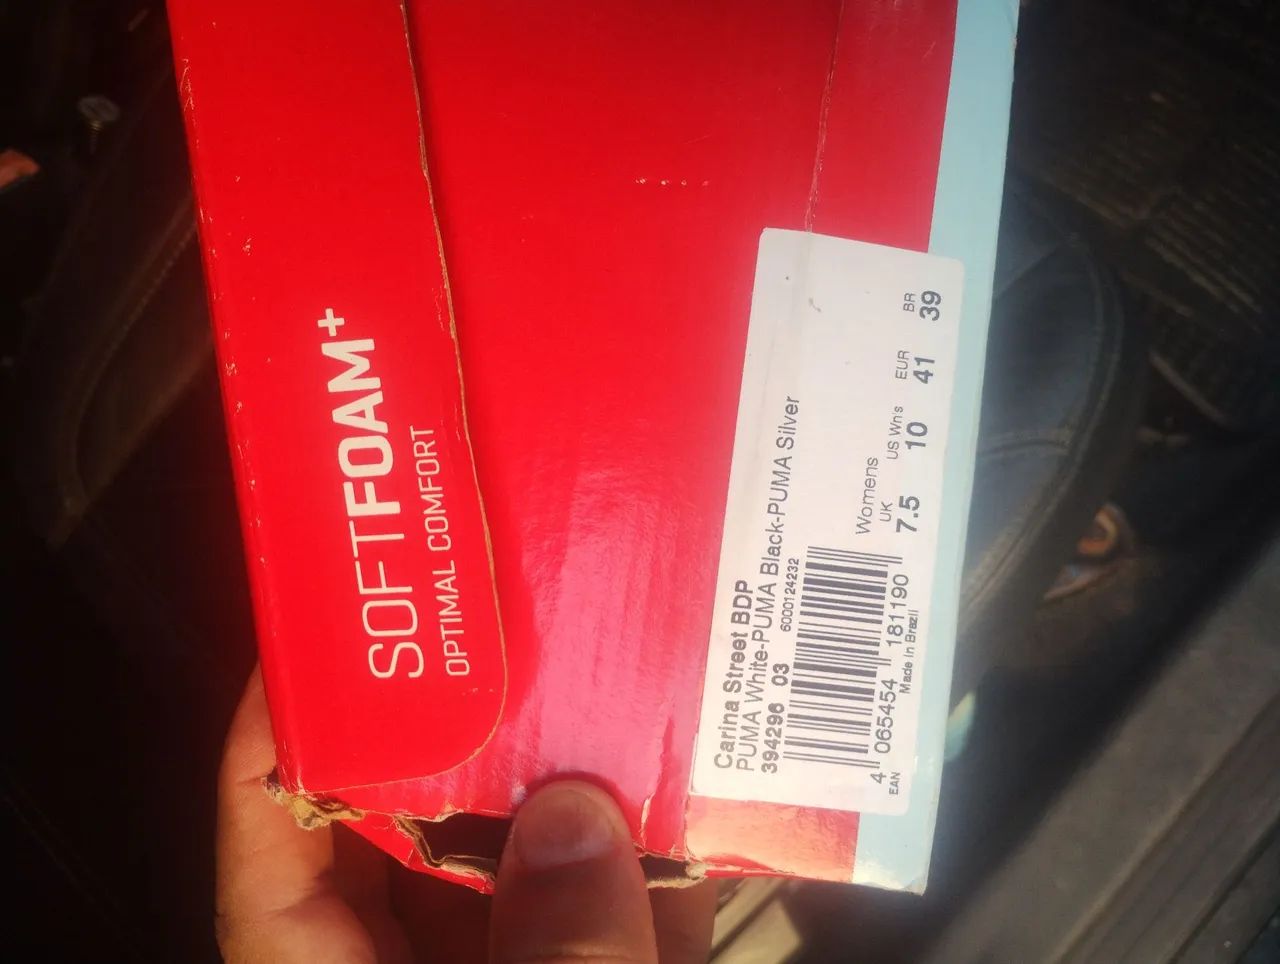 SOFTFOAM+
OPTIMAL COMFORT
Carina Street BDP
PUMA White-PUMA Black-PUMA Silver
394296 03 6000124232
Womens
UK US Wn's EUR BR
7.5 10 41 39
4 065454 181190
EAN Made in Brazil